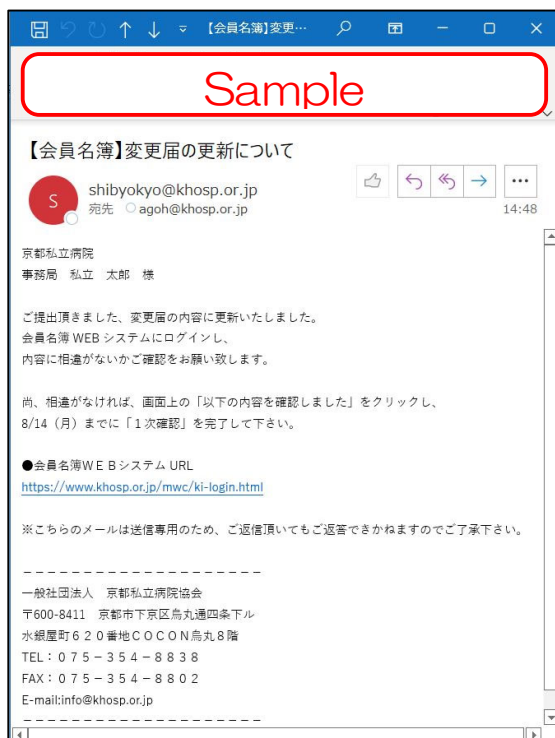 【会員名簿】変更…
Sample
【会員名簿】変更届の更新について
S
shibyokyo@khosp.or.jp
宛先 agoh@khosp.or.jp
14:48
京都私立病院
事務局　私立　太郎　様
ご提出頂きました、変更届の内容に更新いたしました。
会員名簿 WEB システムにログインし、
内容に相違がないかご確認をお願い致します。
尚、相違がなければ、画面上の「以下の内容を確認しました」をクリックし、
8/14（月）までに「１次確認」を完了して下さい。
●会員名簿ＷＥＢシステム URL
https://www.khosp.or.jp/mwc/ki-login.html
※こちらのメールは送信専用のため、ご返信頂いてもご返答できかねますのでご了承下さい。
－－－－－－－－－－－－－－－－－－－－
一般社団法人　京都私立病院協会
〒600-8411　京都市下京区烏丸通四条下ル
水銀屋町６２０番地ＣＯＣＯＮ烏丸８階
TEL：０７５－３５４－８８３８
FAX：０７５－３５４－８８０２
E-mail:info@khosp.or.jp
－－－－－－－－－－－－－－－－－－－－